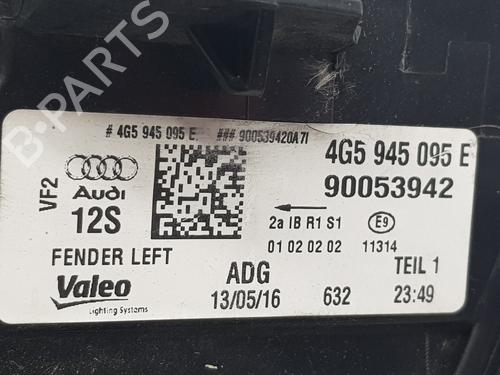 # 4G5 945 095 E ### 900539420A71
4G5 945 095 E
90053942
VF2
Audi
12S
2a IB R1 S1
E9
01 02 02 02
11314
FENDER LEFT
ADG
TEIL 1
Valeo
Lighting Systems
13/05/16
632
23:49
B-PARTS